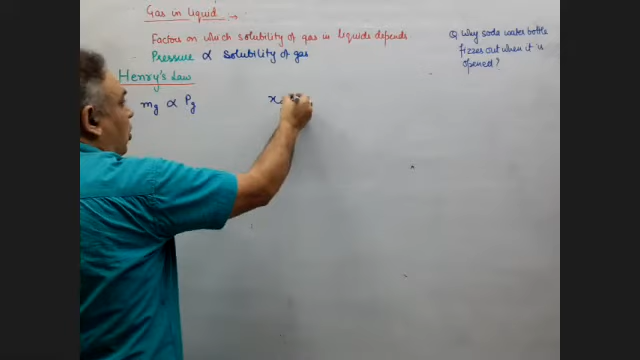 Gas in liquid →
Factors on which solubility of gas in liquids depends
Pressure ∝ Solubility of gas
Henry's Law
mg ∝ Pg
x
Q Why soda water bottle
fizzes out when it is
opened?